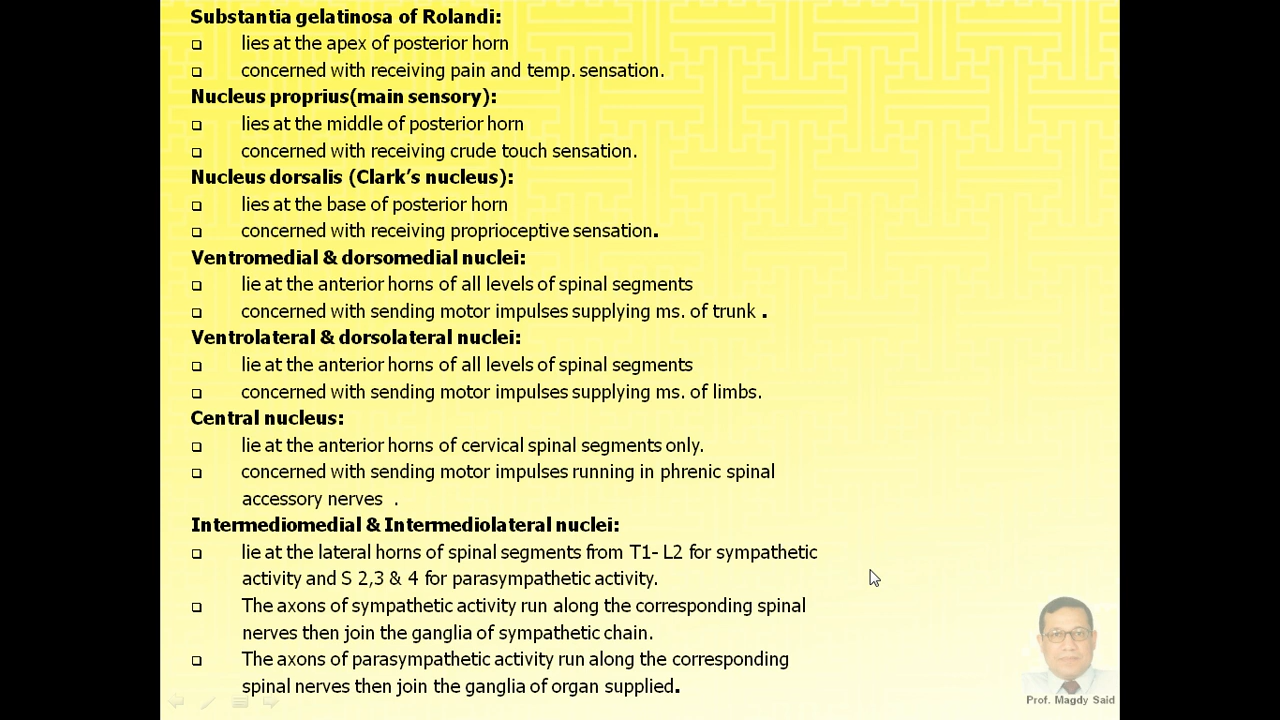 Substantia gelatinosa of Rolandi:
❑ lies at the apex of posterior horn
❑ concerned with receiving pain and temp. sensation.
Nucleus proprius(main sensory):
❑ lies at the middle of posterior horn
❑ concerned with receiving crude touch sensation.
Nucleus dorsalis (Clark's nucleus):
❑ lies at the base of posterior horn
❑ concerned with receiving proprioceptive sensation.
Ventromedial & dorsomedial nuclei:
❑ lie at the anterior horns of all levels of spinal segments
❑ concerned with sending motor impulses supplying ms. of trunk .
Ventrolateral & dorsolateral nuclei:
❑ lie at the anterior horns of all levels of spinal segments
❑ concerned with sending motor impulses supplying ms. of limbs.
Central nucleus:
❑ lie at the anterior horns of cervical spinal segments only.
❑ concerned with sending motor impulses running in phrenic spinal
accessory nerves .
Intermediomedial & Intermediolateral nuclei:
❑ lie at the lateral horns of spinal segments from T1- L2 for sympathetic
activity and S 2,3 & 4 for parasympathetic activity.
❑ The axons of sympathetic activity run along the corresponding spinal
nerves then join the ganglia of sympathetic chain.
❑ The axons of parasympathetic activity run along the corresponding
spinal nerves then join the ganglia of organ supplied.
Prof. Magdy Said